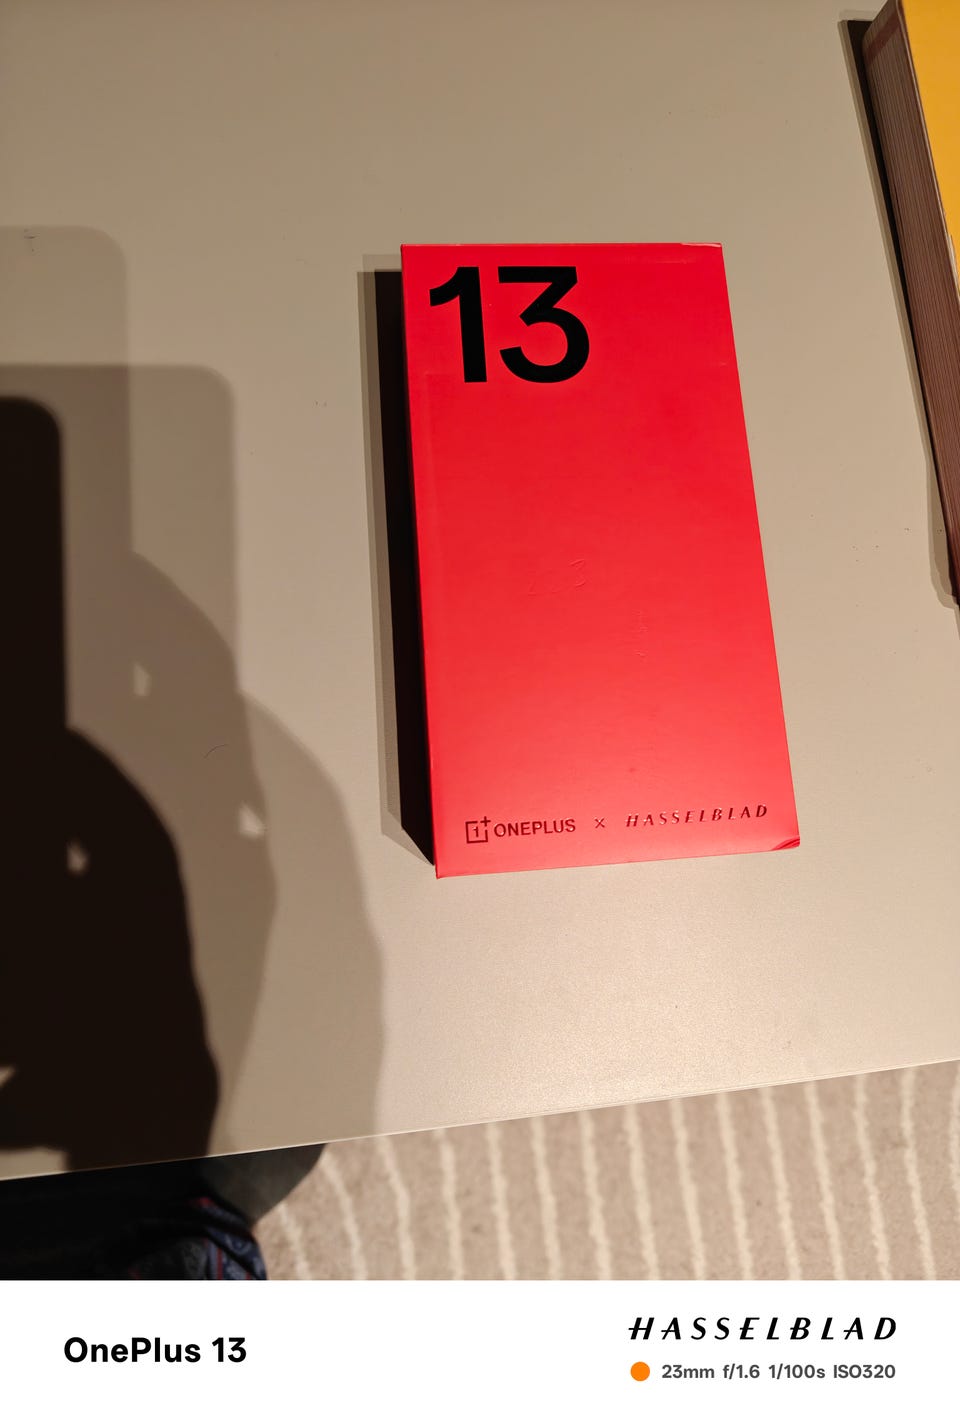 13
ONEPLUS × HASSELBLAD
OnePlus 13
HASSELBLAD
23mm f/1.6 1/100s ISO320